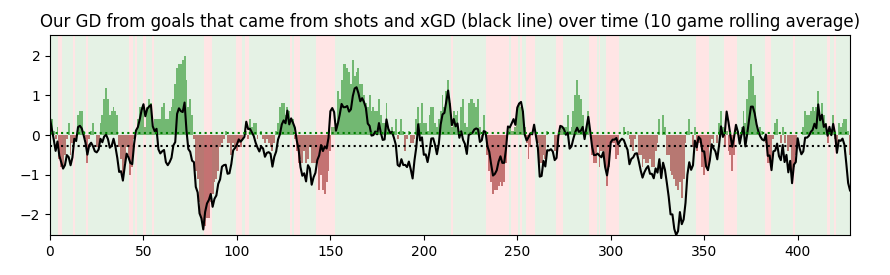 Our GD from goals that came from shots and xGD (black line) over time (10 game rolling average)
2
1
0
−1
−2
0 50 100 150 200 250 300 350 400